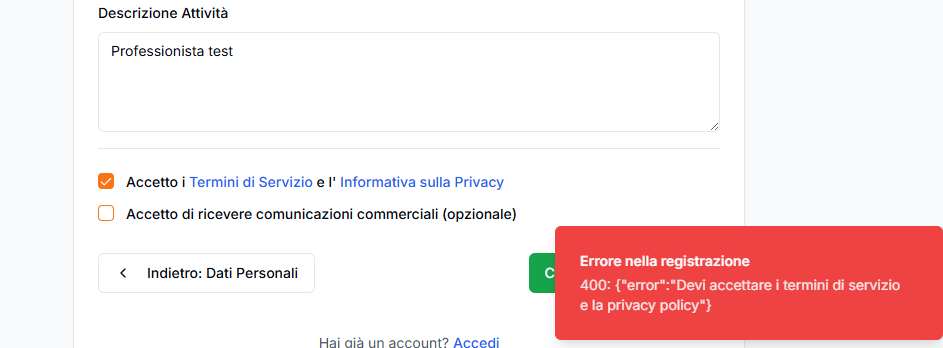 Descrizione Attività
Professionista test
Accetto i Termini di Servizio e l' Informativa sulla Privacy
Accetto di ricevere comunicazioni commerciali (opzionale)
Indietro: Dati Personali
Errore nella registrazione
400: {"error":"Devi accettare i termini di servizio
e la privacy policy"}
Hai già un account? Accedi